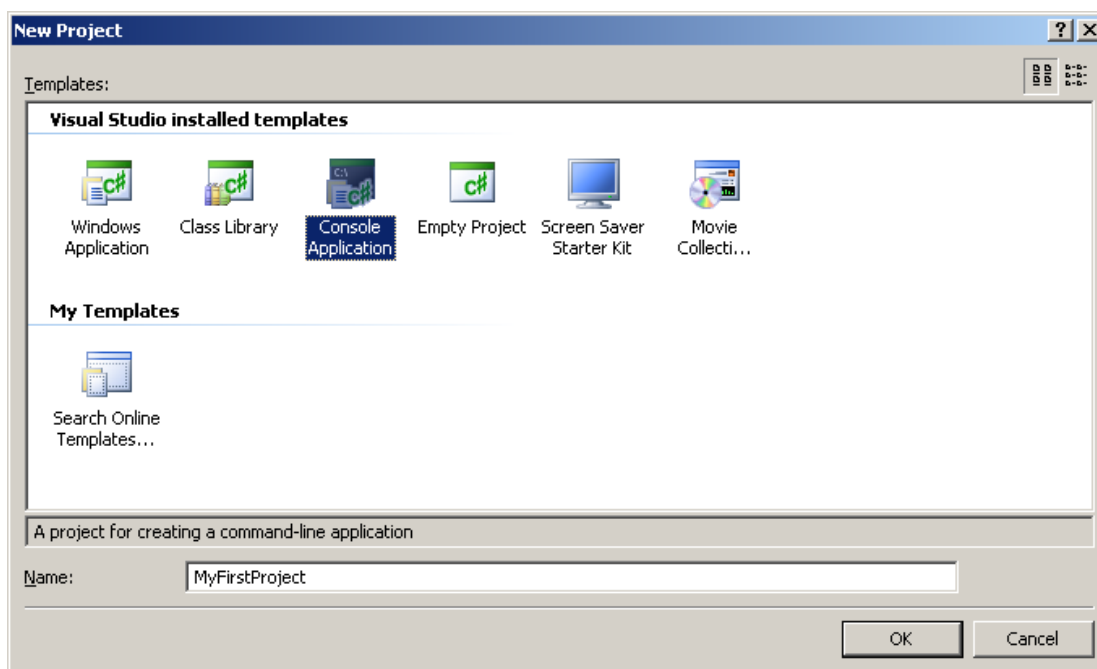 New Project
Templates:
Visual Studio installed templates
Windows Application
Class Library
Console Application
Empty Project
Screen Saver Starter Kit
Movie Collecti...
My Templates
Search Online Templates...
A project for creating a command-line application
Name:
MyFirstProject
OK
Cancel